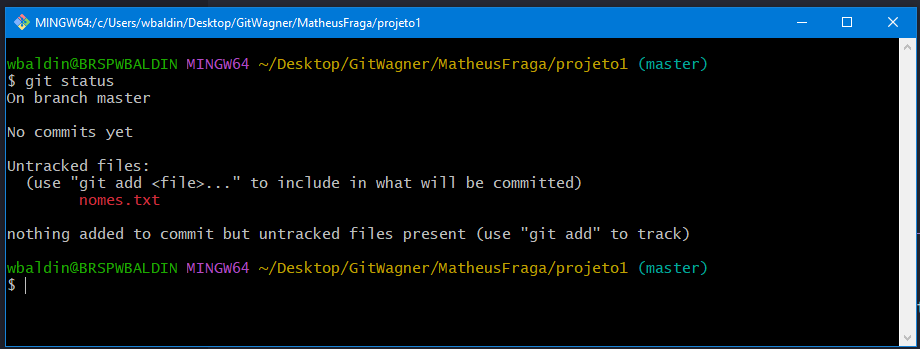 MINGW64:/c/Users/wbaldin/Desktop/GitWagner/MatheusFraga/projeto1
wbaldin@BRSPWBALDIN MINGW64 ~/Desktop/GitWagner/MatheusFraga/projeto1 (master)
$ git status
On branch master
No commits yet
Untracked files:
  (use "git add <file>..." to include in what will be committed)
        nomes.txt
nothing added to commit but untracked files present (use "git add" to track)
wbaldin@BRSPWBALDIN MINGW64 ~/Desktop/GitWagner/MatheusFraga/projeto1 (master)
$